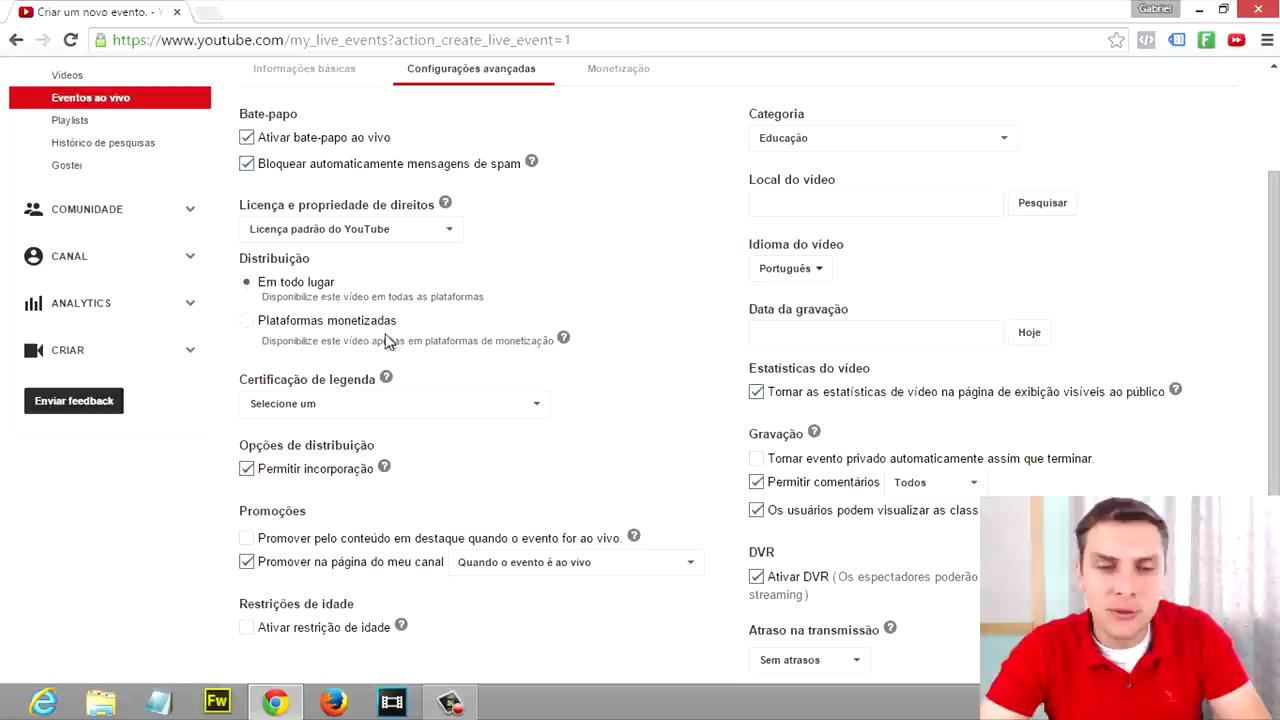 Criar um novo evento. - Y
Gabriel
https://www.youtube.com/my_live_events?action_create_live_event=1
Vídeos
Eventos ao vivo
Playlists
Histórico de pesquisas
Gostei
COMUNIDADE
CANAL
ANALYTICS
CRIAR
Enviar feedback
Informações básicas
Configurações avançadas
Monetização
Bate-papo
Ativar bate-papo ao vivo
Bloquear automaticamente mensagens de spam
Licença e propriedade de direitos
Licença padrão do YouTube
Distribuição
Em todo lugar
Disponibilize este vídeo em todas as plataformas
Plataformas monetizadas
Disponibilize este vídeo apenas em plataformas de monetização
Certificação de legenda
Selecione um
Opções de distribuição
Permitir incorporação
Promoções
Promover pelo conteúdo em destaque quando o evento for ao vivo.
Promover na página do meu canal Quando o evento é ao vivo
Restrições de idade
Ativar restrição de idade
Categoria
Educação
Local do vídeo
Pesquisar
Idioma do vídeo
Português
Data da gravação
Hoje
Estatísticas do vídeo
Tornar as estatísticas de vídeo na página de exibição visíveis ao público
Gravação
Tornar evento privado automaticamente assim que terminar.
Permitir comentários Todos
Os usuários podem visualizar as class
DVR
Ativar DVR (Os espectadores poderão
streaming)
Atraso na transmissão
Sem atrasos
Fw